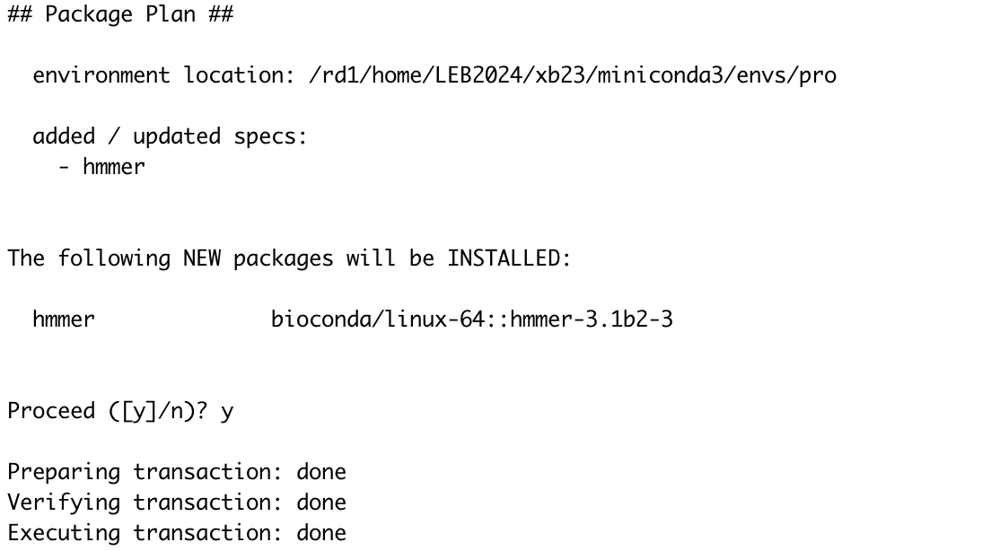 ## Package Plan ##
environment location: /rd1/home/LEB2024/xb23/miniconda3/envs/pro
added / updated specs:
- hmmer
The following NEW packages will be INSTALLED:
hmmer bioconda/linux-64::hmmer-3.1b2-3
Proceed ([y]/n)? y
Preparing transaction: done
Verifying transaction: done
Executing transaction: done